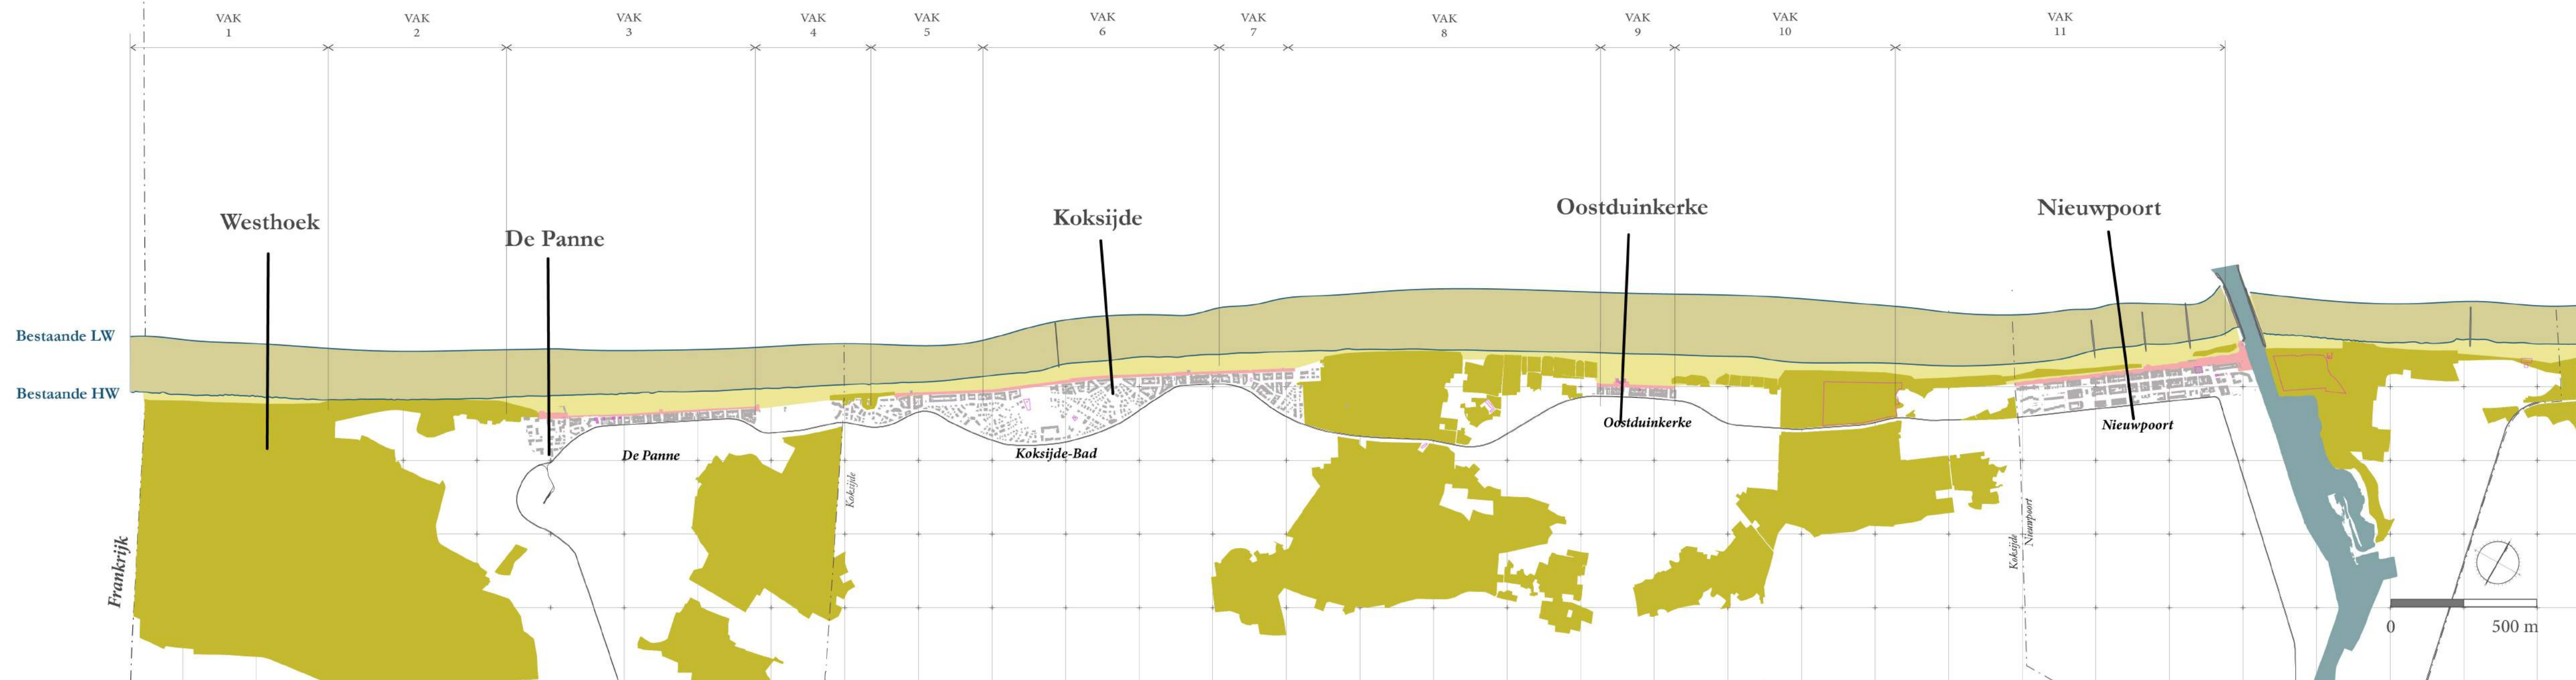 VAK
1
VAK
2
VAK
3
VAK
4
VAK
5
VAK
6
VAK
7
VAK
8
VAK
9
VAK
10
VAK
11
Westhoek
De Panne
Koksijde
Oostduinkerke
Nieuwpoort
Bestaande LW
Bestaande HW
De Panne
Koksijde-Bad
Oostduinkerke
Nieuwpoort
Frankrijk
Koksijde
Koksijde
Nieuwpoort
0
500 m